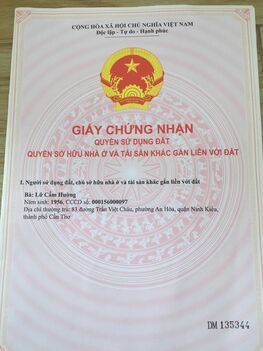 CỘNG HÒA XÃ HỘI CHỦ NGHĨA VIỆT NAM
Độc lập - Tự do - Hạnh phúc
GIẤY CHỨNG NHẬN
QUYỀN SỬ DỤNG ĐẤT
QUYỀN SỞ HỮU NHÀ Ở VÀ TÀI SẢN KHÁC GẮN LIỀN VỚI ĐẤT
I. Người sử dụng đất, chủ sở hữu nhà ở và tài sản khác gắn liền với đất
Bà: Lữ Cẩm Hường
Năm sinh: 1956, CCCD số: 000156000097
Địa chỉ thường trú: 83 đường Trần Việt Châu, phường An Hòa, quận Ninh Kiều,
thành phố Cần Thơ
DM 135344